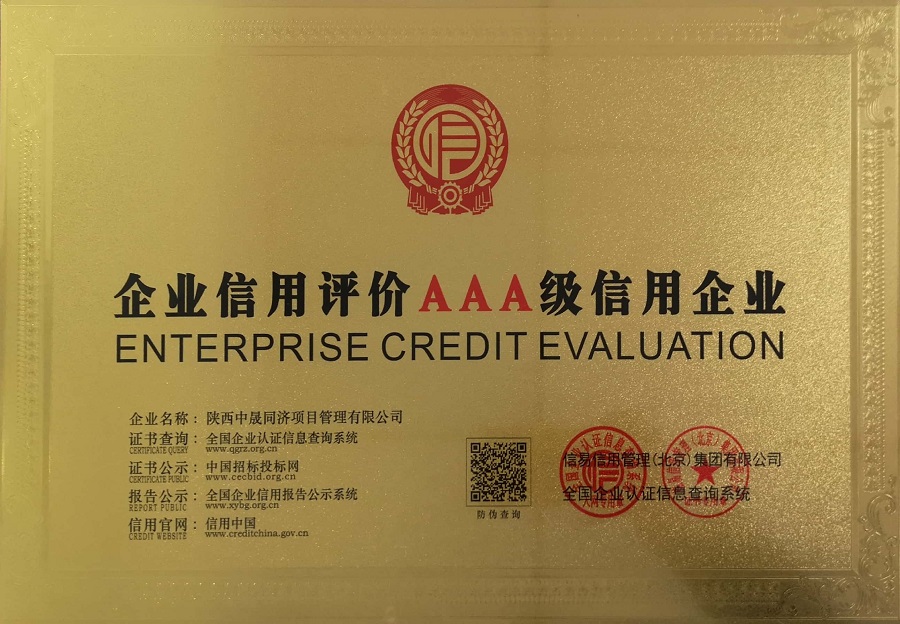 信
企业信用评价AAA级信用企业
ENTERPRISE CREDIT EVALUATION
企业名称：陕西中晟同济项目管理有限公司
证书查询：全国企业认证信息查询系统
CERTIFICATE QUERY www.qgrz.org.cn
证书公示：中国招标投标网
CERTIFICATE PUBLIC www.cecbid.org.cn
报告公示：全国企业信用报告公示系统
REPORT PUBLIC www.xybg.org.cn
信用官网：信用中国
CREDIT WEBSITE www.creditchina.gov.cn
防伪查询
信易信用管理(北京)集团有限公司
全国企业认证信息查询系统